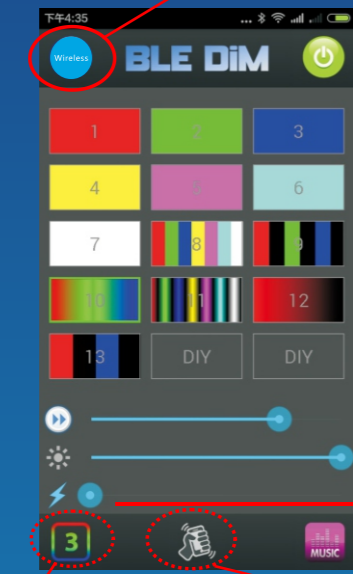 下午4:35 ...
Wireless BLE DiM
1 2 3
4 5 6
7 8 9
10 11 12
13 DIY DIY
3 MUSIC